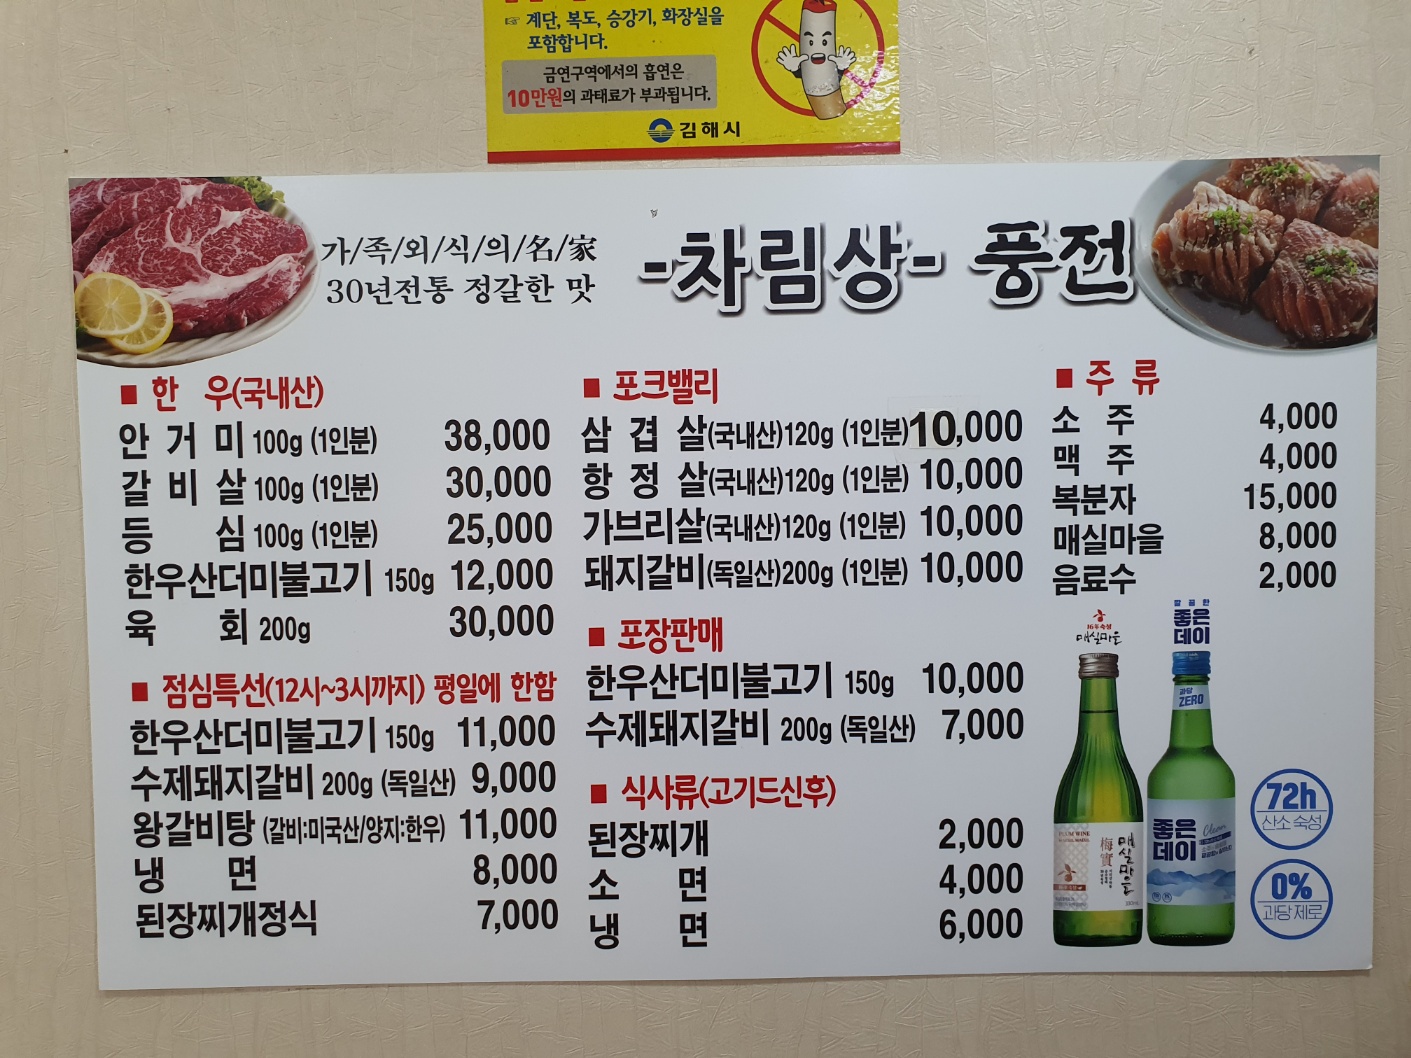 ☞ 계단, 복도, 승강기, 화장실을
포함합니다.
금연구역에서의 흡연은
10만원의 과태료가 부과됩니다.
김해시
가/족/외/식/의/名/家
30년전통 정갈한 맛
-차림상- 풍전
■ 한 우(국내산)
안 거 미 100g (1인분) 38,000
갈 비 살 100g (1인분) 30,000
등 심 100g (1인분) 25,000
한우산더미불고기 150g 12,000
육 회 200g 30,000
■ 점심특선(12시~3시까지) 평일에 한함
한우산더미불고기 150g 11,000
수제돼지갈비 200g (독일산) 9,000
왕갈비탕 (갈비:미국산/양지:한우) 11,000
냉 면 8,000
된장찌개정식 7,000
■ 포크밸리
삼 겹 살(국내산)120g (1인분) 10,000
항 정 살(국내산)120g (1인분) 10,000
가브리살(국내산)120g (1인분) 10,000
돼지갈비(독일산)200g (1인분) 10,000
■ 포장판매
한우산더미불고기 150g 10,000
수제돼지갈비 200g (독일산) 7,000
■ 식사류(고기드신후)
된장찌개 2,000
소 면 4,000
냉 면 6,000
■ 주 류
소 주 4,000
맥 주 4,000
복분자 15,000
매실마을 8,000
음료수 2,000
매실마을
깔끔한
좋은
데이
과당
ZERO
PLUM WINE
梅實
매실마을
좋은
데이
Clean
72h
산소 숙성
0%
과당 제로